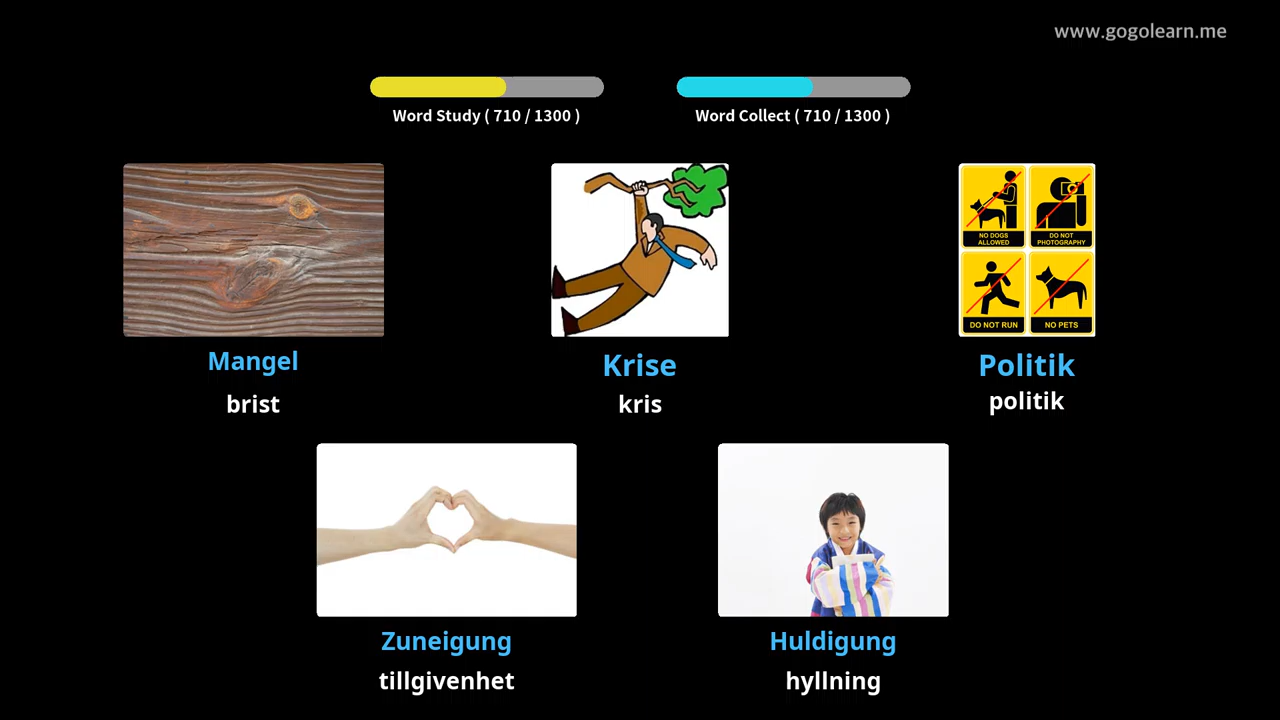 www.gogolearn.me
Word Study ( 710 / 1300 )
Word Collect ( 710 / 1300 )
NO DOGS
ALLOWED
DO NOT
PHOTOGRAPHY
DO NOT RUN
NO PETS
Mangel
brist
Krise
kris
Politik
politik
Zuneigung
tillgivenhet
Huldigung
hyllning